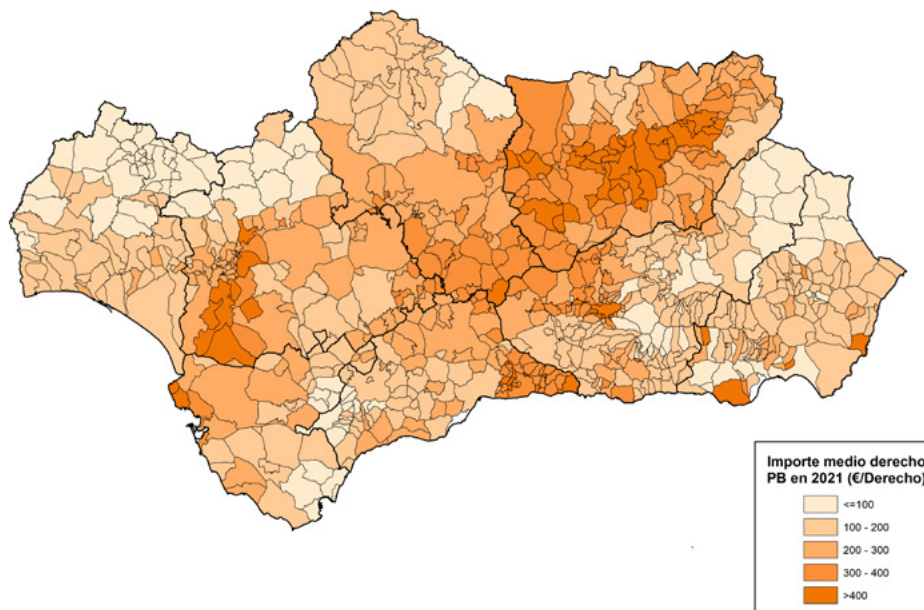 Importe medio derecho
PB en 2021 (€/Derecho)
<=100
100 - 200
200 - 300
300 - 400
>400